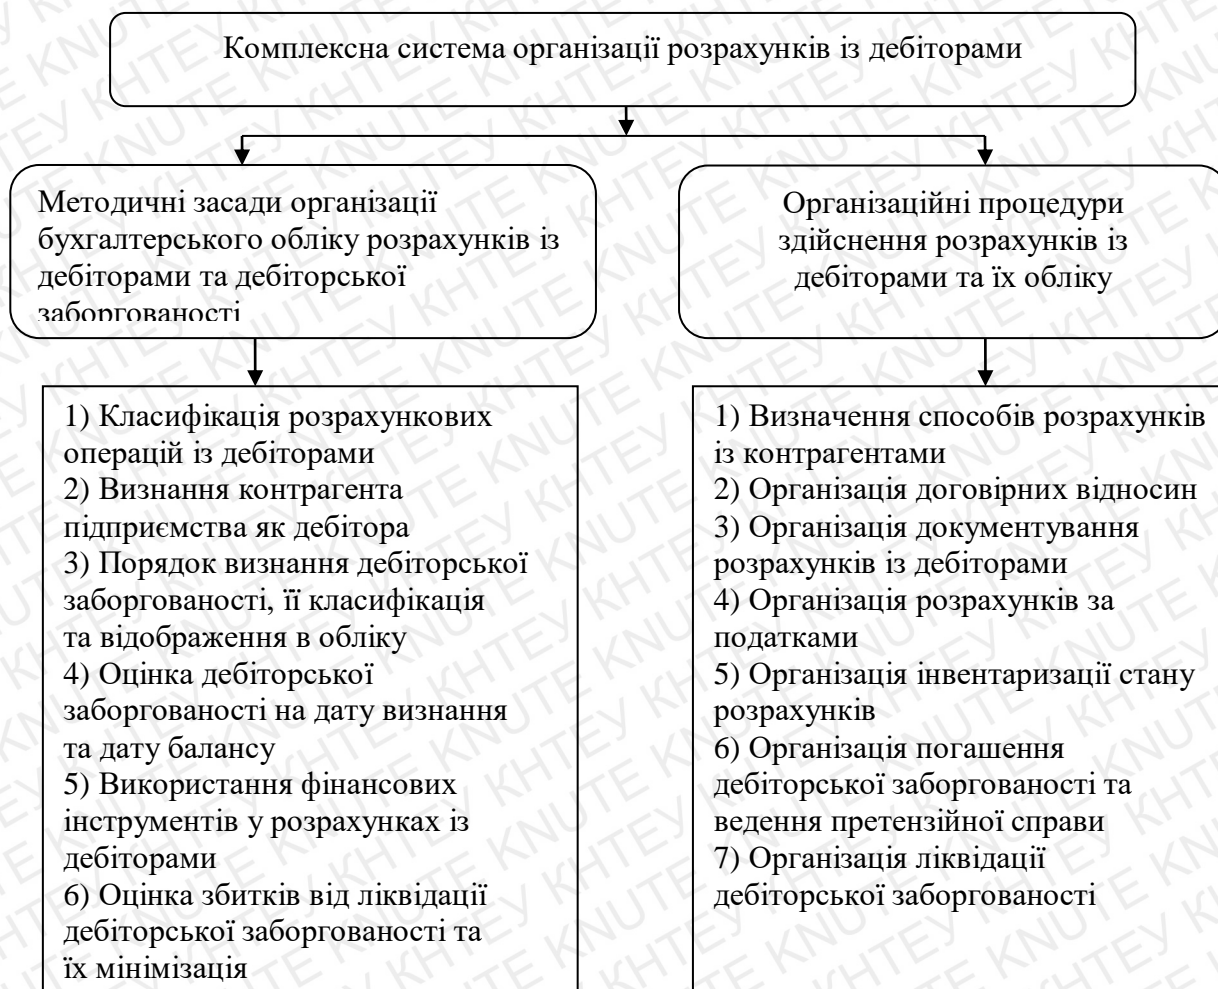 Комплексна система організації розрахунків із дебіторами
Методичні засади організації
бухгалтерського обліку розрахунків із
дебіторами та дебіторської
заборгованості
Організаційні процедури
здійснення розрахунків із
дебіторами та їх обліку
1) Класифікація розрахункових
операцій із дебіторами
2) Визнання контрагента
підприємства як дебітора
3) Порядок визнання дебіторської
заборгованості, її класифікація
та відображення в обліку
4) Оцінка дебіторської
заборгованості на дату визнання
та дату балансу
5) Використання фінансових
інструментів у розрахунках із
дебіторами
6) Оцінка збитків від ліквідації
дебіторської заборгованості та
їх мінімізація
1) Визначення способів розрахунків
із контрагентами
2) Організація договірних відносин
3) Організація документування
розрахунків із дебіторами
4) Організація розрахунків за
податками
5) Організація інвентаризації стану
розрахунків
6) Організація погашення
дебіторської заборгованості та
ведення претензійної справи
7) Організація ліквідації
дебіторської заборгованості